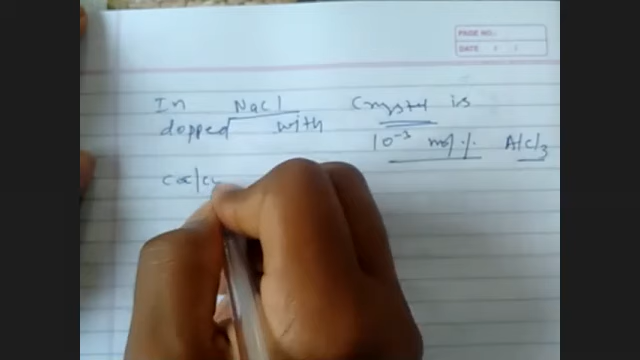 PAGE NO.:
DATE / /
In NaCl Crystal is
dopped with 10⁻³ mol.% AlCl3
calcu